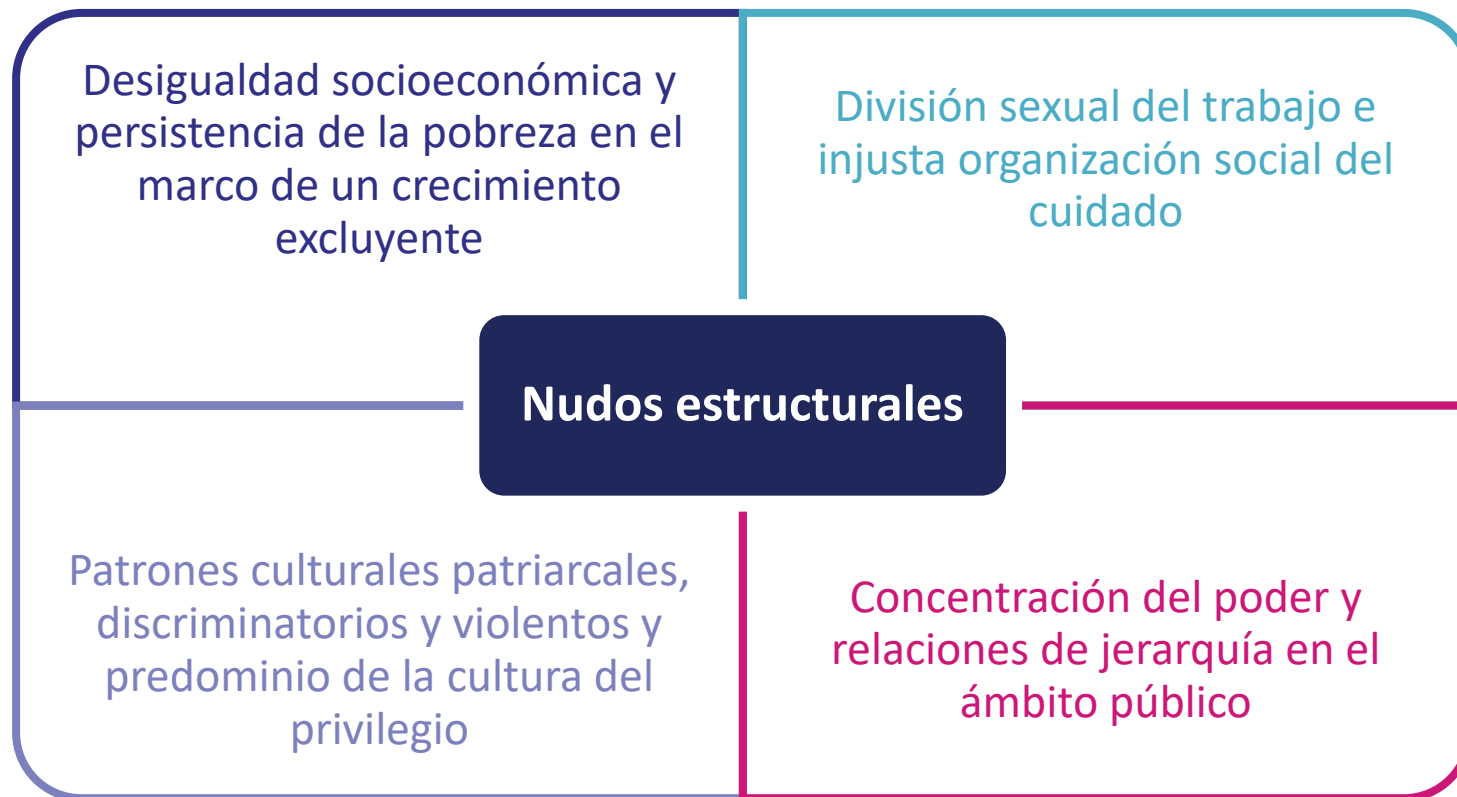 Desigualdad socioeconómica y
persistencia de la pobreza en el
marco de un crecimiento
excluyente
División sexual del trabajo e
injusta organización social del
cuidado
Nudos estructurales
Patrones culturales patriarcales,
discriminatorios y violentos y
predominio de la cultura del
privilegio
Concentración del poder y
relaciones de jerarquía en el
ámbito público